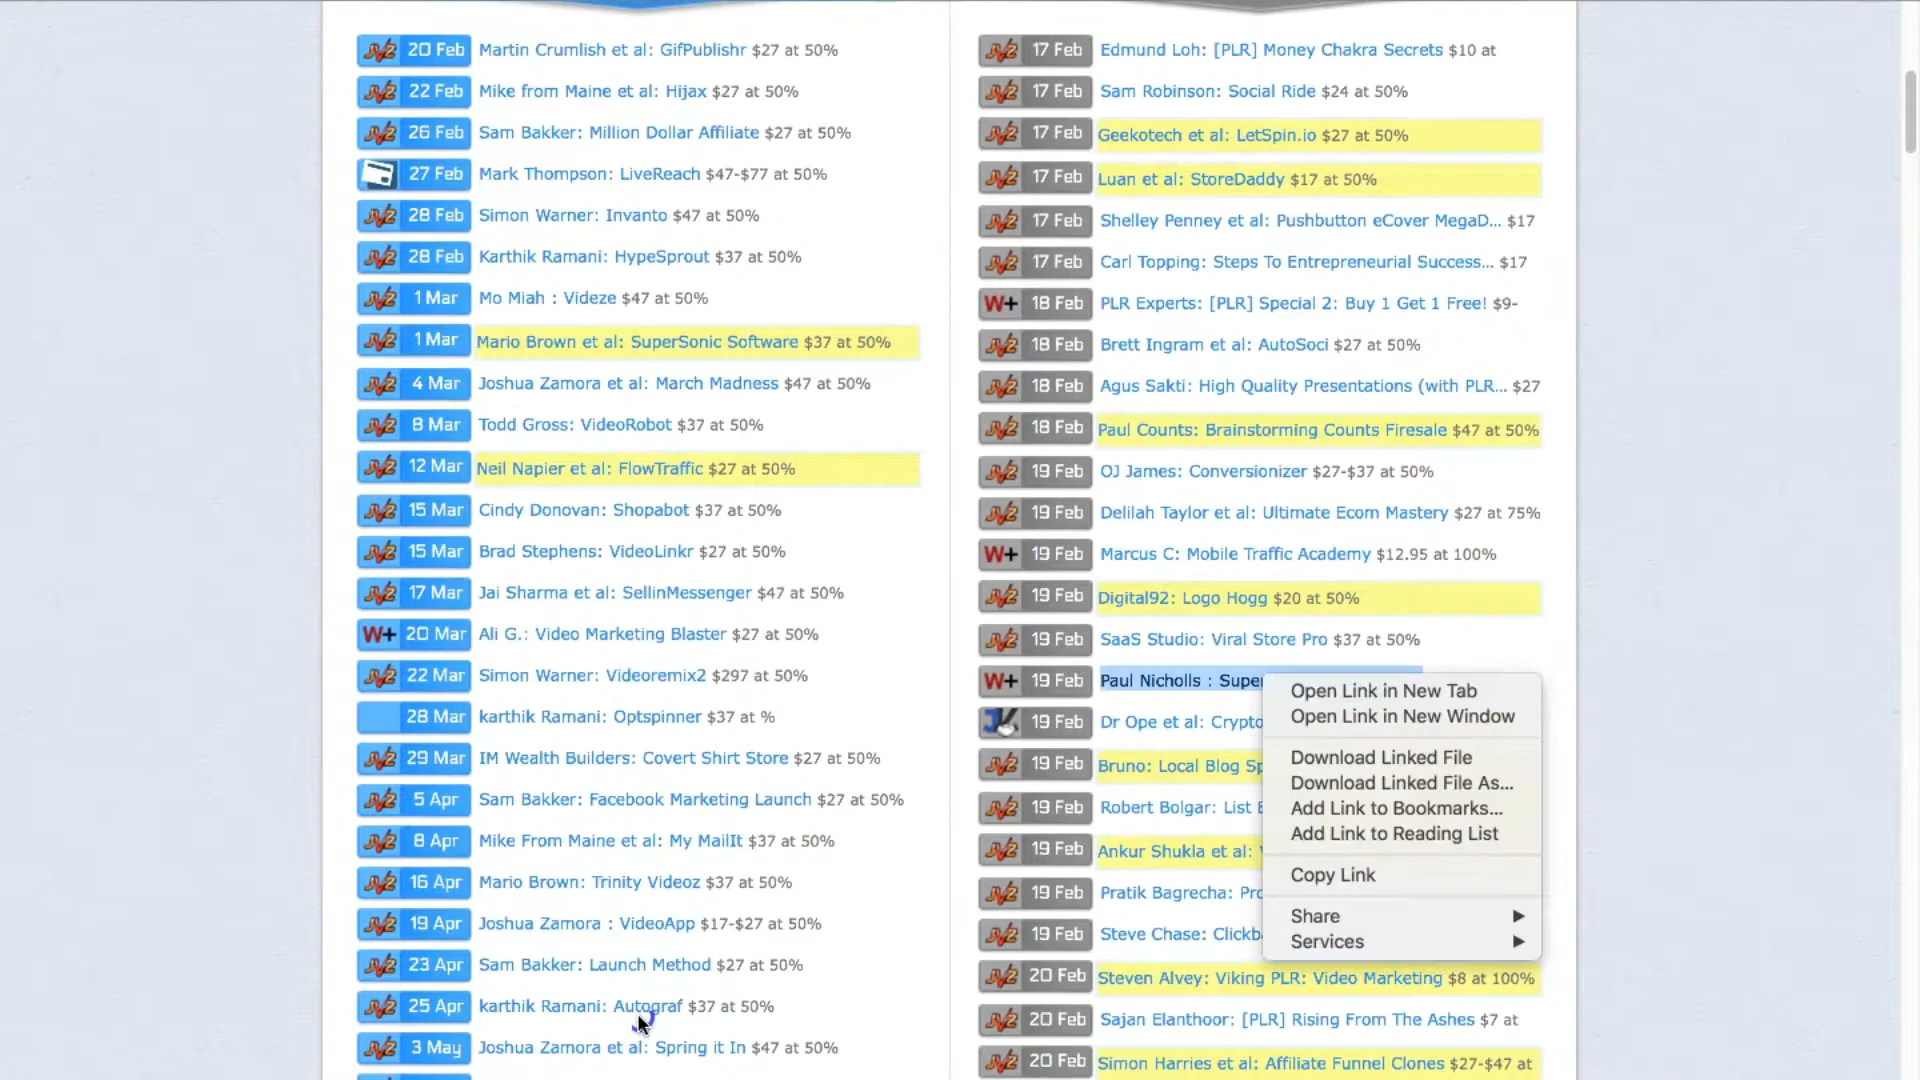 20 Feb Martin Crumlish et al: GifPublishr $27 at 50%
22 Feb Mike from Maine et al: Hijax $27 at 50%
26 Feb Sam Bakker: Million Dollar Affiliate $27 at 50%
27 Feb Mark Thompson: LiveReach $47-$77 at 50%
28 Feb Simon Warner: Invanto $47 at 50%
28 Feb Karthik Ramani: HypeSprout $37 at 50%
1 Mar Mo Miah : Videze $47 at 50%
1 Mar Mario Brown et al: SuperSonic Software $37 at 50%
4 Mar Joshua Zamora et al: March Madness $47 at 50%
8 Mar Todd Gross: VideoRobot $37 at 50%
12 Mar Neil Napier et al: FlowTraffic $27 at 50%
15 Mar Cindy Donovan: Shopabot $37 at 50%
15 Mar Brad Stephens: VideoLinkr $27 at 50%
17 Mar Jai Sharma et al: SellinMessenger $47 at 50%
W+ 20 Mar Ali G.: Video Marketing Blaster $27 at 50%
22 Mar Simon Warner: Videoremix2 $297 at 50%
28 Mar karthik Ramani: Optspinner $37 at %
29 Mar IM Wealth Builders: Covert Shirt Store $27 at 50%
5 Apr Sam Bakker: Facebook Marketing Launch $27 at 50%
8 Apr Mike From Maine et al: My MailIt $37 at 50%
16 Apr Mario Brown: Trinity Videoz $37 at 50%
19 Apr Joshua Zamora : VideoApp $17-$27 at 50%
23 Apr Sam Bakker: Launch Method $27 at 50%
25 Apr karthik Ramani: Autograf $37 at 50%
3 May Joshua Zamora et al: Spring it In $47 at 50%
17 Feb Edmund Loh: [PLR] Money Chakra Secrets $10 at
17 Feb Sam Robinson: Social Ride $24 at 50%
17 Feb Geekotech et al: LetSpin.io $27 at 50%
17 Feb Luan et al: StoreDaddy $17 at 50%
17 Feb Shelley Penney et al: Pushbutton eCover MegaD... $17
17 Feb Carl Topping: Steps To Entrepreneurial Success... $17
W+ 18 Feb PLR Experts: [PLR] Special 2: Buy 1 Get 1 Free! $9-
18 Feb Brett Ingram et al: AutoSoci $27 at 50%
18 Feb Agus Sakti: High Quality Presentations (with PLR... $27
18 Feb Paul Counts: Brainstorming Counts Firesale $47 at 50%
19 Feb OJ James: Conversionizer $27-$37 at 50%
19 Feb Delilah Taylor et al: Ultimate Ecom Mastery $27 at 75%
W+ 19 Feb Marcus C: Mobile Traffic Academy $12.95 at 100%
19 Feb Digital92: Logo Hogg $20 at 50%
19 Feb SaaS Studio: Viral Store Pro $37 at 50%
W+ 19 Feb Paul Nicholls : Super
19 Feb Dr Ope et al: Crypto
19 Feb Bruno: Local Blog Sp
19 Feb Robert Bolgar: List
19 Feb Ankur Shukla et al:
19 Feb Pratik Bagrecha: Pro
19 Feb Steve Chase: Clickb
20 Feb Steven Alvey: Viking PLR: Video Marketing $8 at 100%
20 Feb Sajan Elanthoor: [PLR] Rising From The Ashes $7 at
20 Feb Simon Harries et al: Affiliate Funnel Clones $27-$47 at
Open Link in New Tab
Open Link in New Window
Download Linked File
Download Linked File As...
Add Link to Bookmarks...
Add Link to Reading List
Copy Link
Share
Services